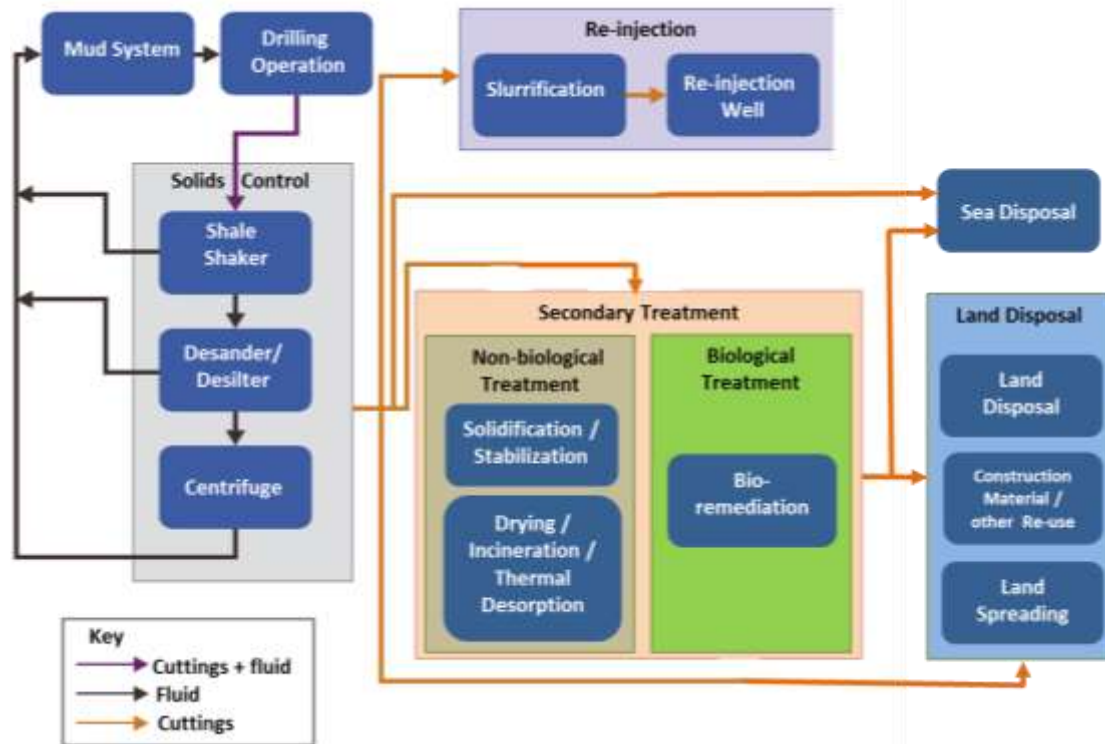 Mud System
Drilling
Operation
Re-injection
Slurrification
Re-injection
Well
Solids Control
Shale
Shaker
Desander/
Desilter
Centrifuge
Sea Disposal
Secondary Treatment
Non-biological
Treatment
Solidification /
Stabilization
Drying /
Incineration /
Thermal
Desorption
Biological
Treatment
Bio-
remediation
Land Disposal
Land
Disposal
Construction
Material /
other Re-use
Land
Spreading
Key
Cuttings + fluid
Fluid
Cuttings